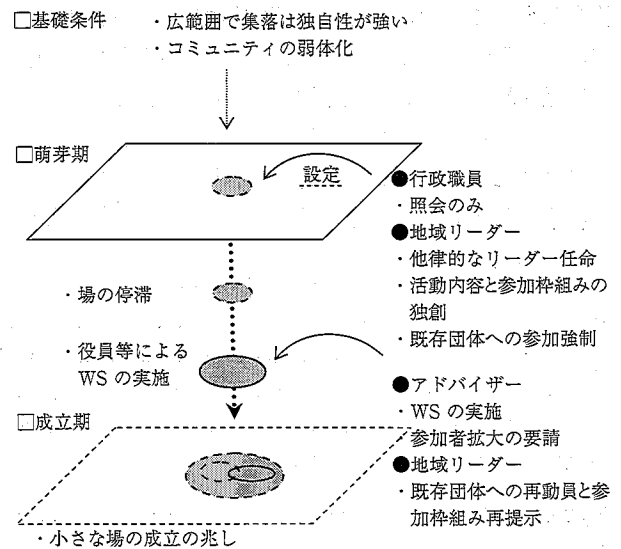 □基礎条件
・広範囲で集落は独自性が強い
・コミュニティの弱体化
□萌芽期
設定
●行政職員
・照会のみ
●地域リーダー
・他律的なリーダー任命
・活動内容と参加枠組みの
独創
・既存団体への参加強制
・場の停滞
・役員等による
WS の実施
●アドバイザー
・WS の実施
・参加者拡大の要請
●地域リーダー
・既存団体への再動員と参
加枠組み再提示
□成立期
・小さな場の成立の兆し